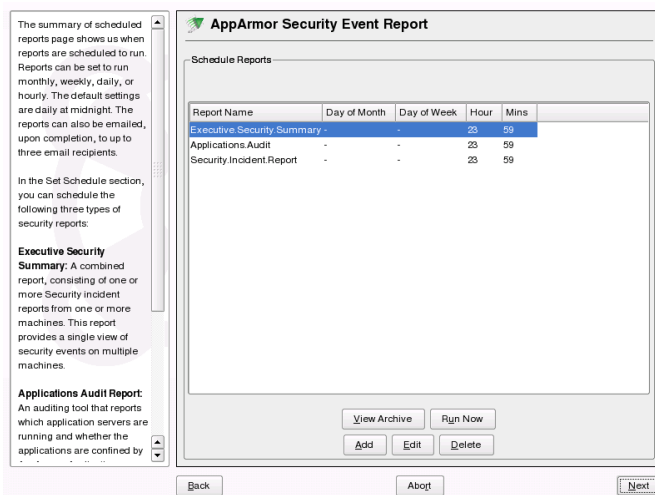 The summary of scheduled
reports page shows us when
reports are scheduled to run.
Reports can be set to run
monthly, weekly, daily, or
hourly. The default settings
are daily at midnight. The
reports can also be emailed,
upon completion, to up to
three email recipients.
In the Set Schedule section,
you can schedule the
following three types of
security reports:
Executive Security
Summary: A combined
report, consisting of one or
more Security incident
reports from one or more
machines. This report
provides a single view of
security events on multiple
machines.
Applications Audit Report:
An auditing tool that reports
which application servers are
running and whether the
applications are confined by
AppArmor Security Event Report
Schedule Reports
Report Name Day of Month Day of Week Hour Mins
Executive.Security.Summary - - 23 59
Applications.Audit - - 23 59
Security.Incident.Report - - 23 59
View Archive Run Now
Add Edit Delete
Back Abort Next